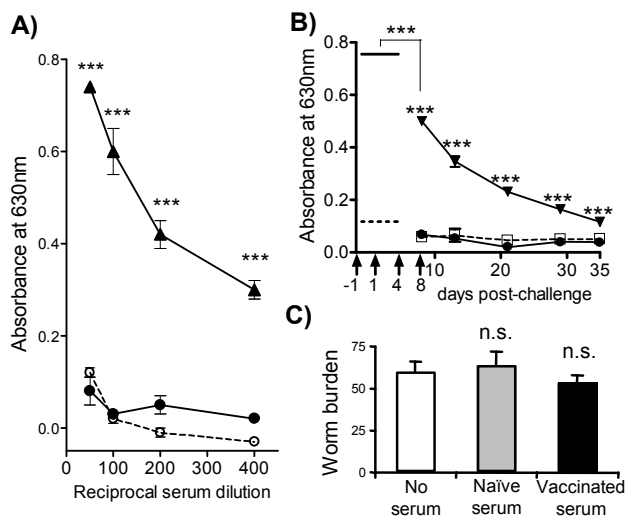 A)
Absorbance at 630nm
0.8
0.6
0.4
0.2
0.0
***
***
***
***
0 100 200 300 400
Reciprocal serum dilution
B)
Absorbance at 630nm
0.8
0.4
0.2
0.0
***
***
***
***
***
***
-1 1 4 8 10 20 30 35
days post-challenge
C)
Worm burden
75
50
25
0
n.s.
n.s.
No serum
Naïve serum
Vaccinated serum